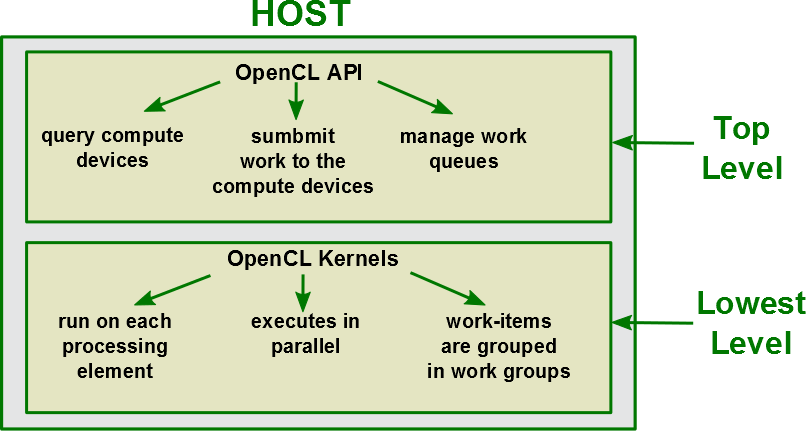 HOST
OpenCL API
query compute
devices
sumbmit
work to the
compute devices
manage work
queues
Top
Level
OpenCL Kernels
run on each
processing
element
executes in
parallel
work-items
are grouped
in work groups
Lowest
Level